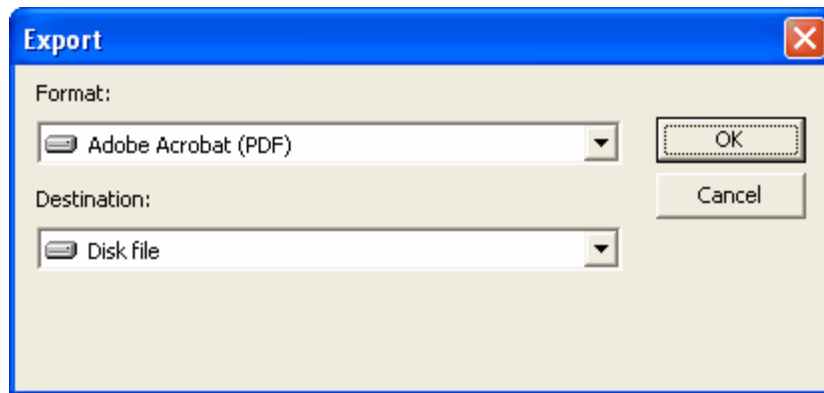 Export
Format:
Adobe Acrobat (PDF)
OK
Destination:
Cancel
Disk file